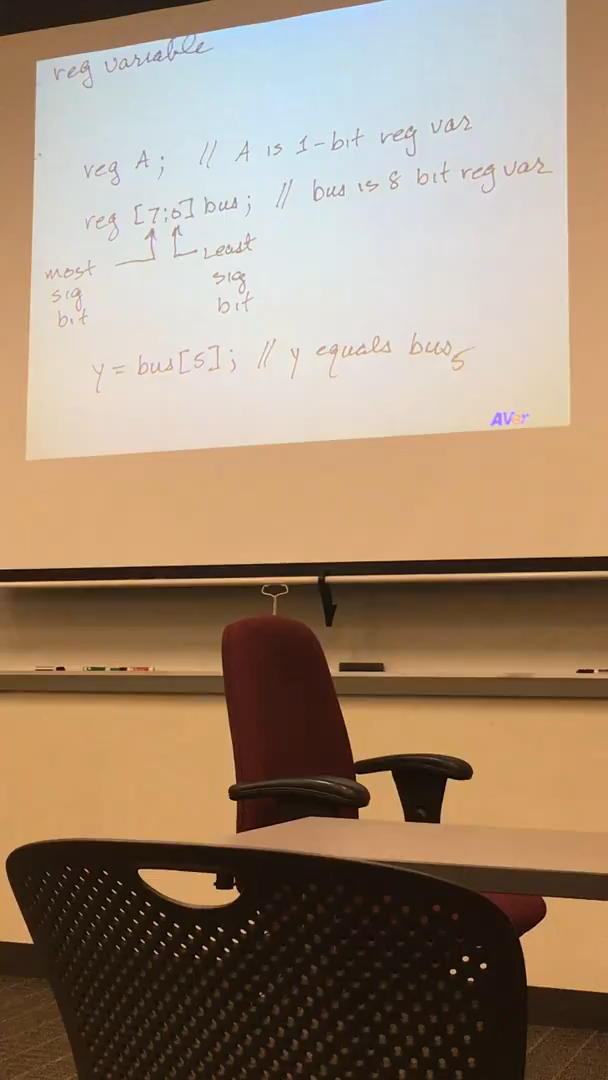 reg variable
reg A; // A is 1-bit reg var
reg [7:0] bus; // bus is 8 bit reg var
most sig bit
Least sig bit
y = bus[5]; // y equals bus5
AVer